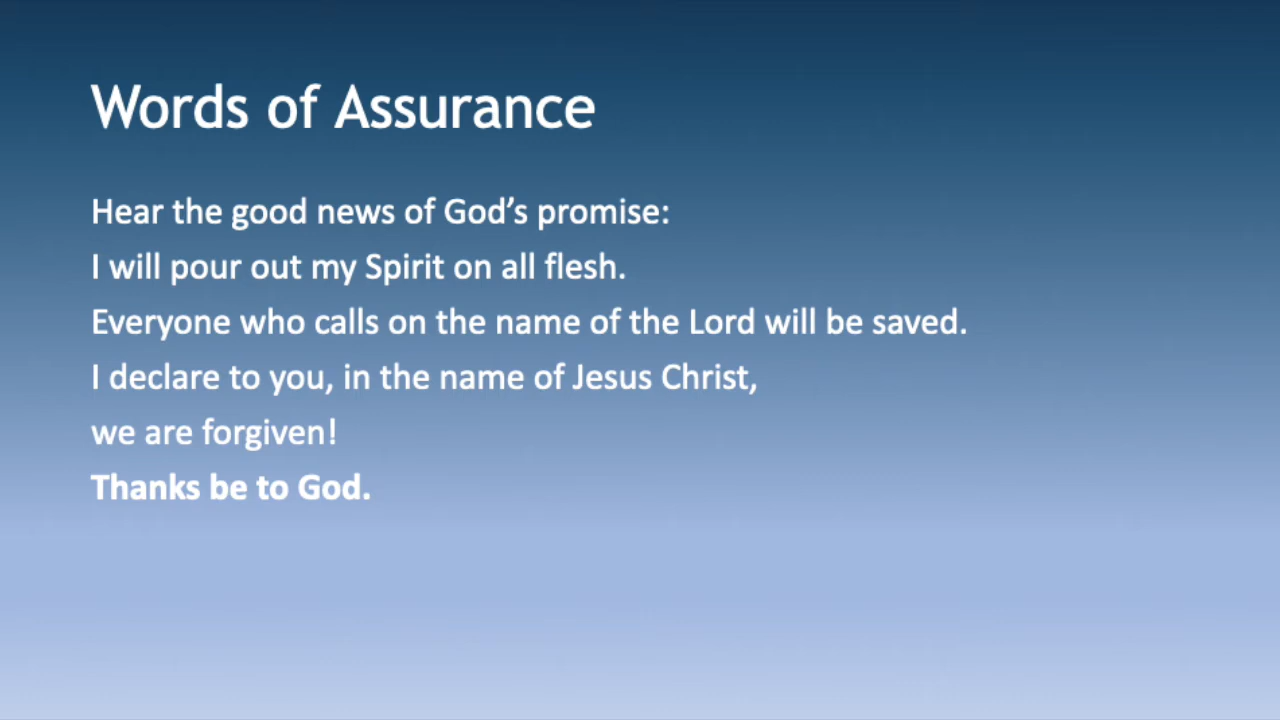 Words of Assurance
Hear the good news of God’s promise:
I will pour out my Spirit on all flesh.
Everyone who calls on the name of the Lord will be saved.
I declare to you, in the name of Jesus Christ,
we are forgiven!
Thanks be to God.